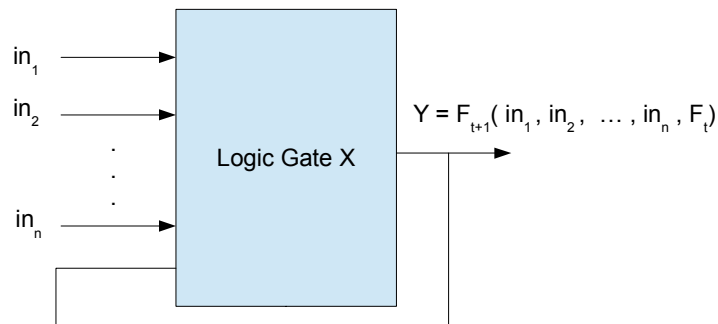 in1
in2
.
.
.
inn
Logic Gate X
Y = Ft+1( in1 , in2 , … , inn , Ft)